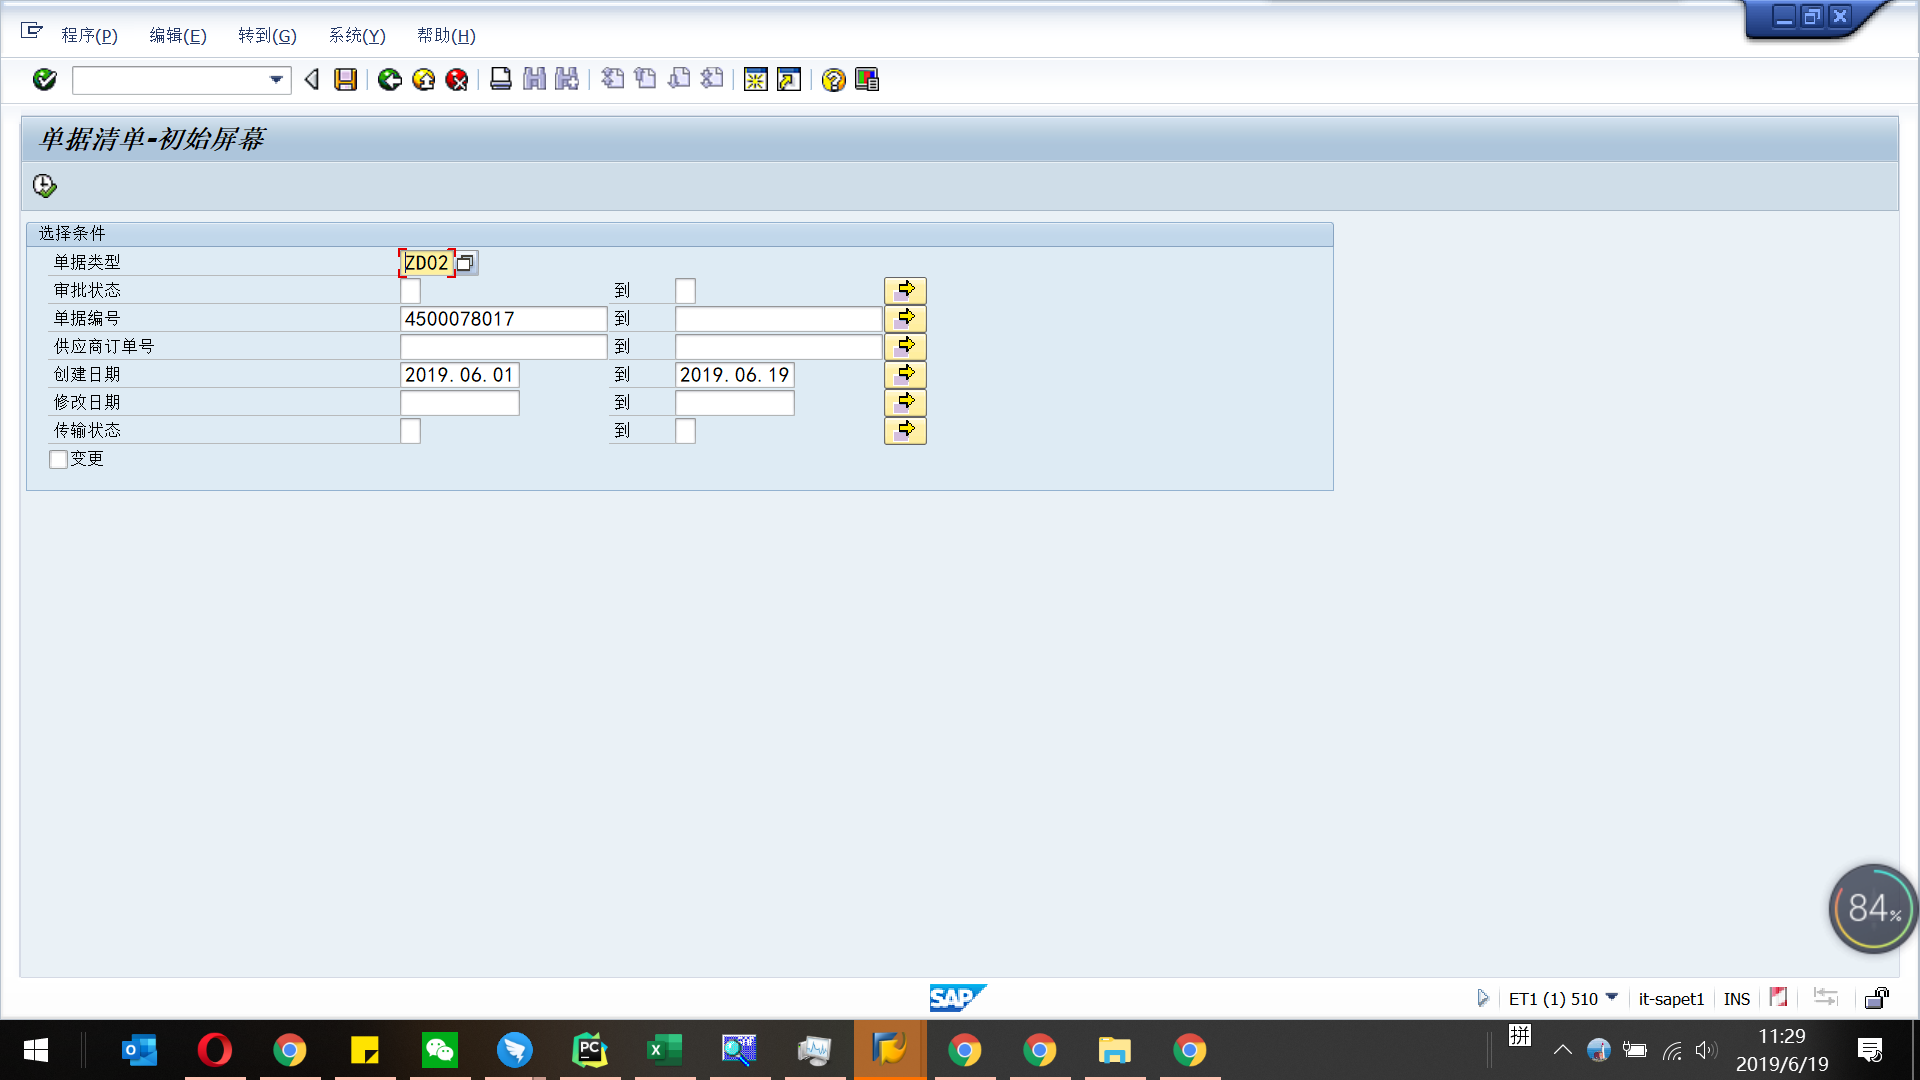 程序(P) 编辑(E) 转到(G) 系统(Y) 帮助(H)
单据清单-初始屏幕
选择条件
单据类型 ZD02
审批状态 到
单据编号 4500078017 到
供应商订单号 到
创建日期 2019.06.01 到 2019.06.19
修改日期 到
传输状态 到
变更
84%
SAP ET1 (1) 510 it-sapet1 INS
拼
11:29
2019/6/19